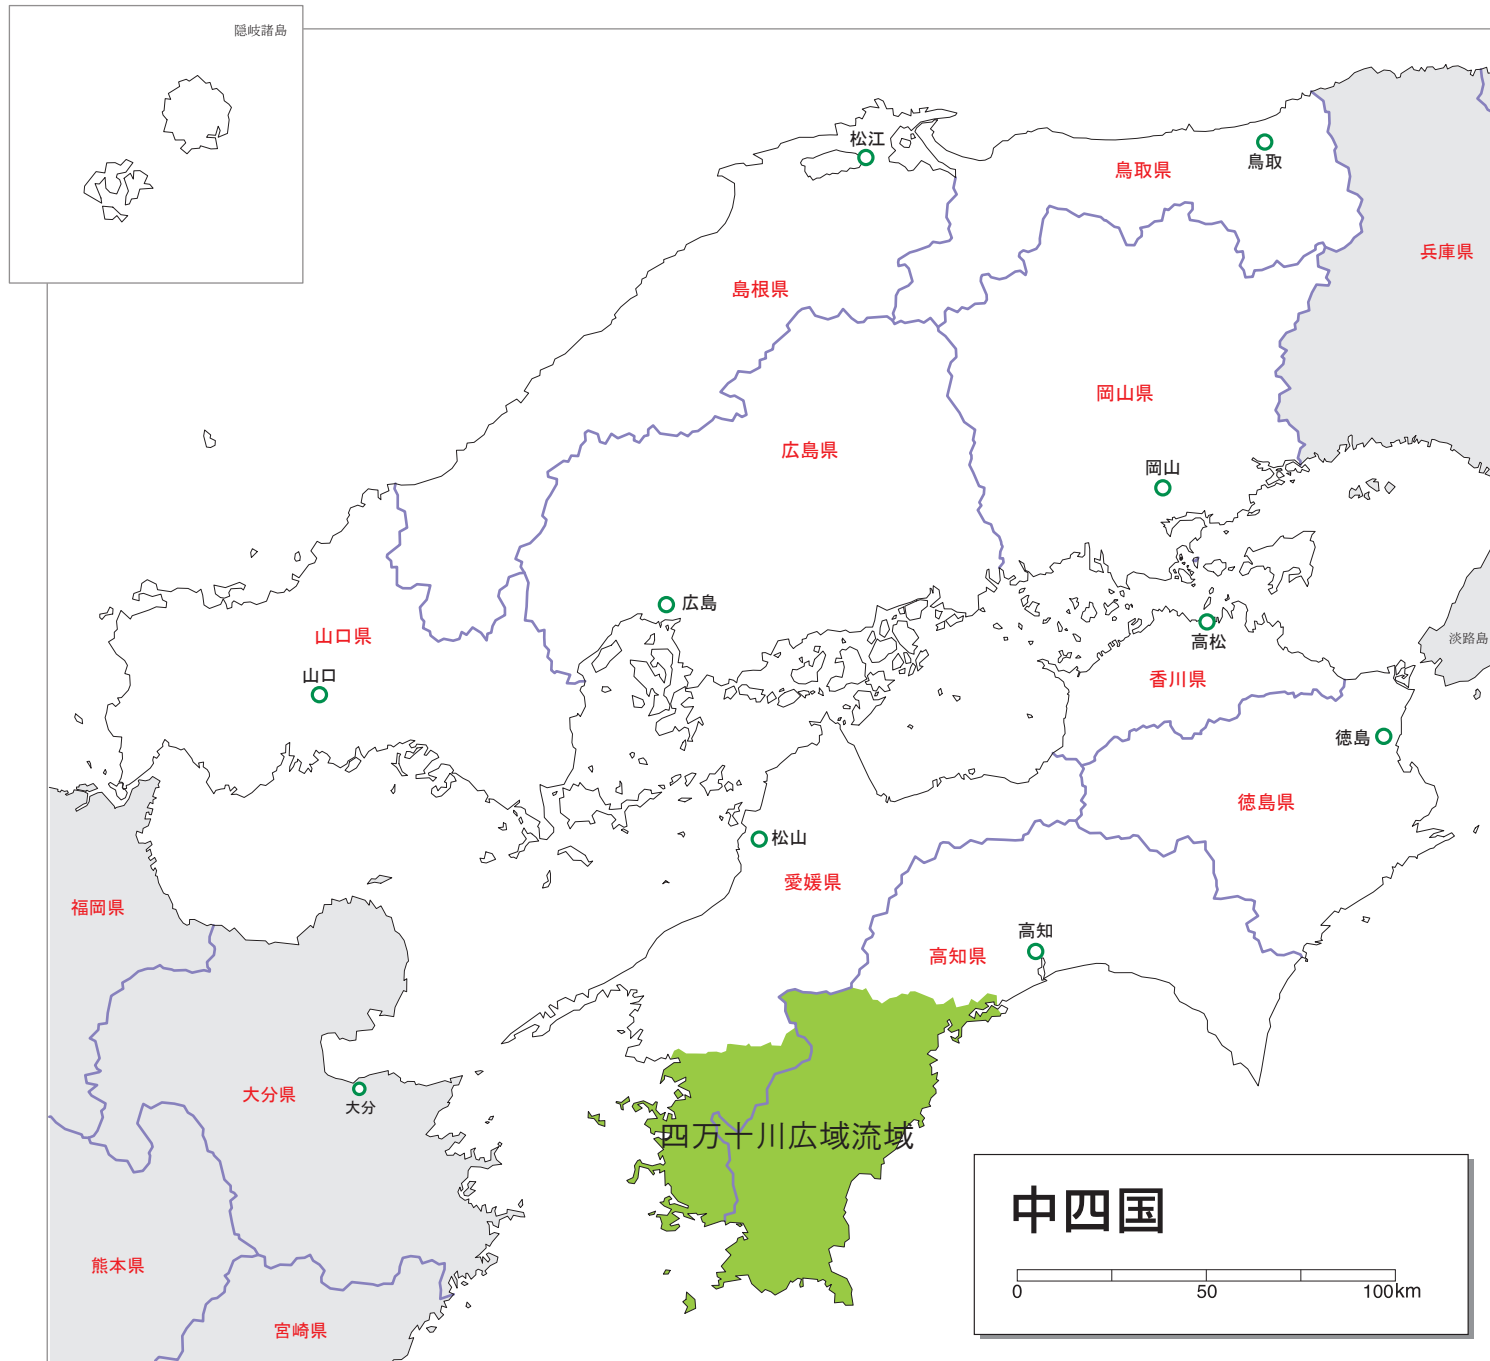 隠岐諸島
松江
鳥取
鳥取県
兵庫県
島根県
岡山県
広島県
岡山
広島
山口県
高松
淡路島
山口
香川県
徳島
徳島県
松山
愛媛県
福岡県
高知
高知県
大分県
大分
四万十川広域流域
中四国
熊本県
0 50 100km
宮崎県